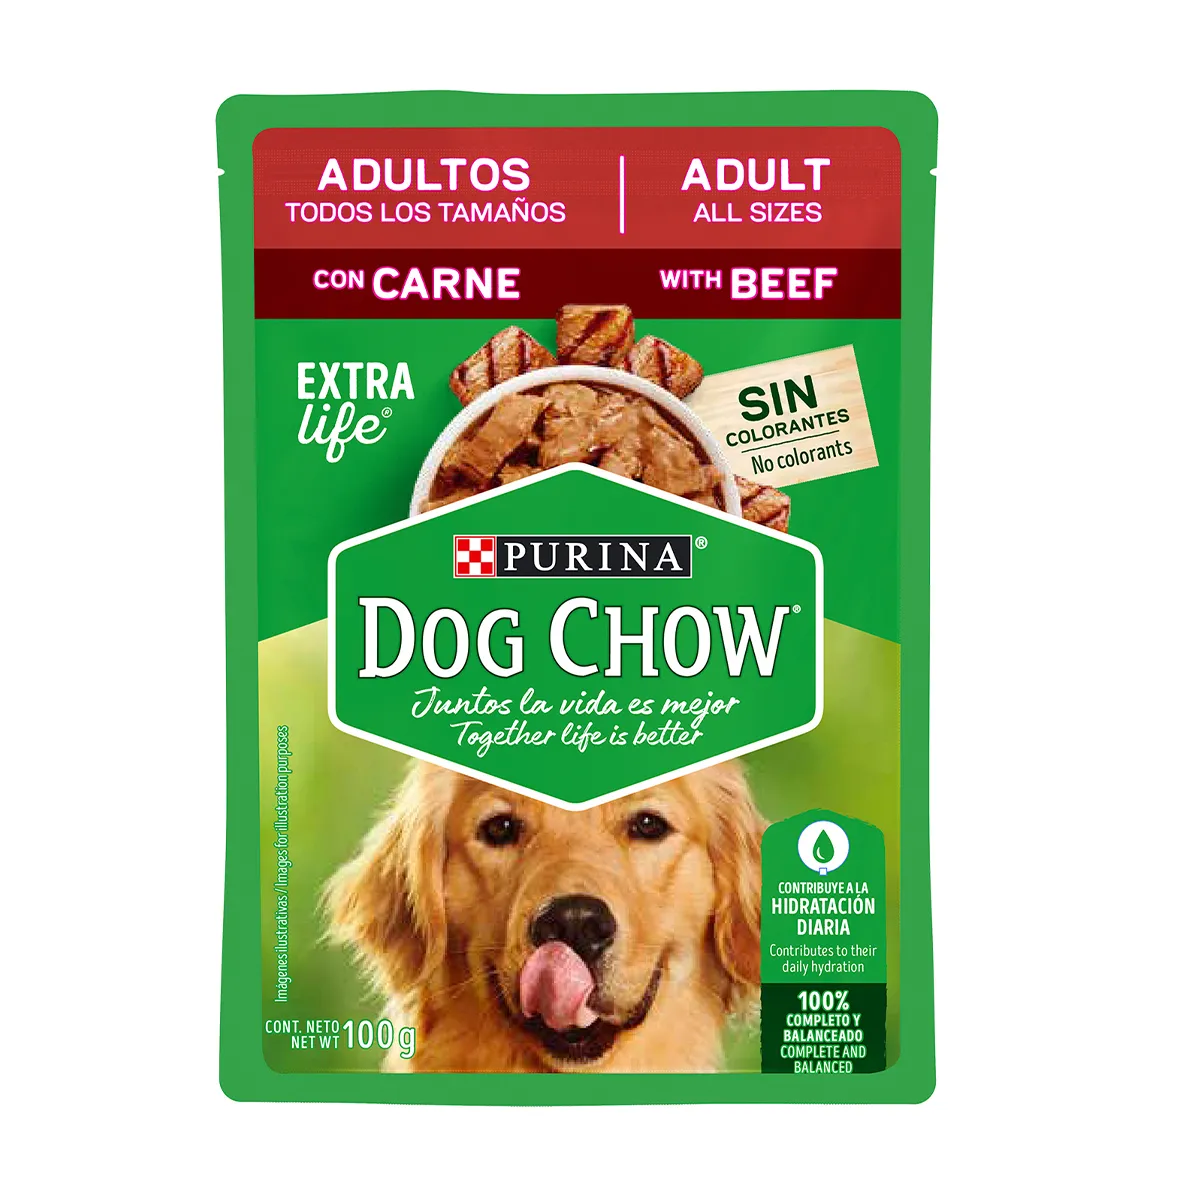 ADULTOS
TODOS LOS TAMAÑOS
ADULT
ALL SIZES
CON CARNE
WITH BEEF
EXTRA
life®
SIN
COLORANTES
No colorants
PURINA®
DOG CHOW®
Juntos la vida es mejor
Together life is better
Imágenes ilustrativas / Images for illustration purposes
CONT. NETO
NET WT
100g
CONTRIBUYE A LA
HIDRATACIÓN
DIARIA
Contributes to their
daily hydration
100%
COMPLETO Y
BALANCEADO
COMPLETE AND
BALANCED